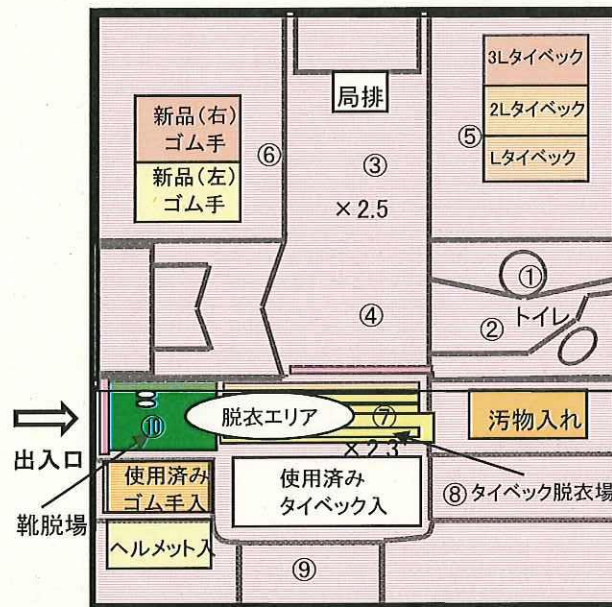 局排
3Lタイベック
2Lタイベック
Lタイベック
⑤
新品(右)
ゴム手
新品(左)
ゴム手
⑥
③
×2.5
①
④
②
トイレ
⑩
脱衣エリア
⑦
汚物入れ
出入口
×2.3
靴脱場
使用済み
ゴム手入
使用済み
タイベック入
⑧タイベック脱衣場
ヘルメット入
⑨